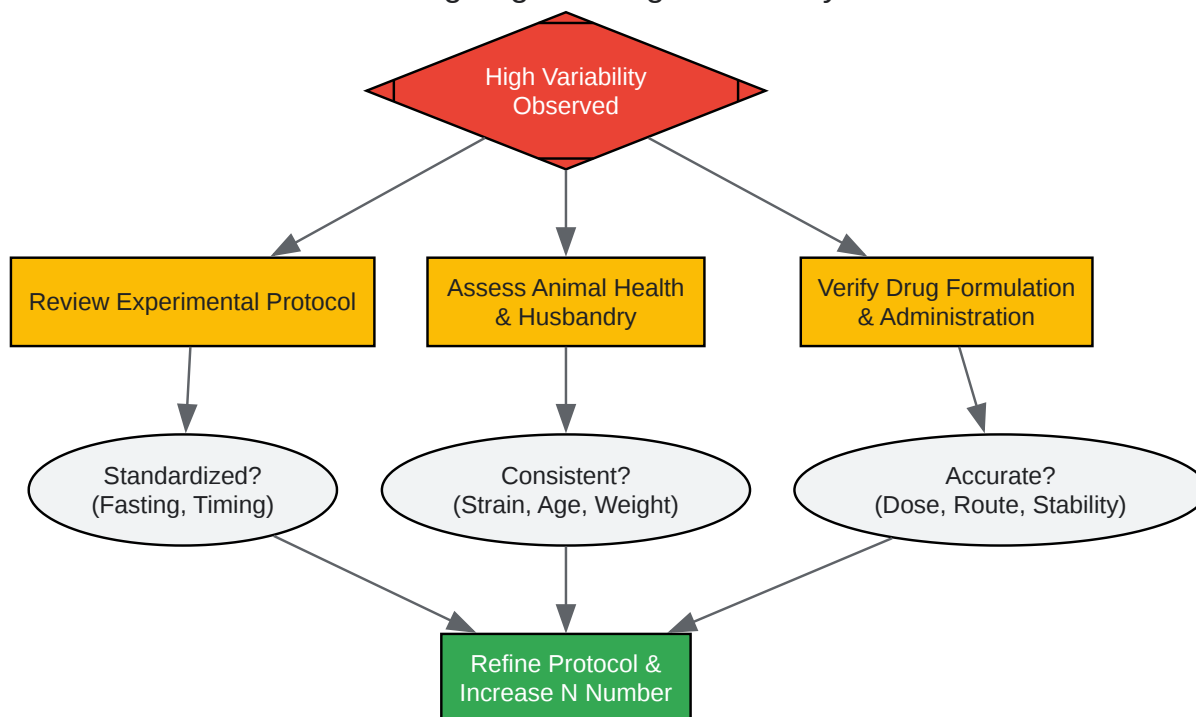 High Variability
Observed
Review Experimental Protocol
Assess Animal Health
& Husbandry
Verify Drug Formulation
& Administration
Standardized?
(Fasting, Timing)
Consistent?
(Strain, Age, Weight)
Accurate?
(Dose, Route, Stability)
Refine Protocol &
Increase N Number